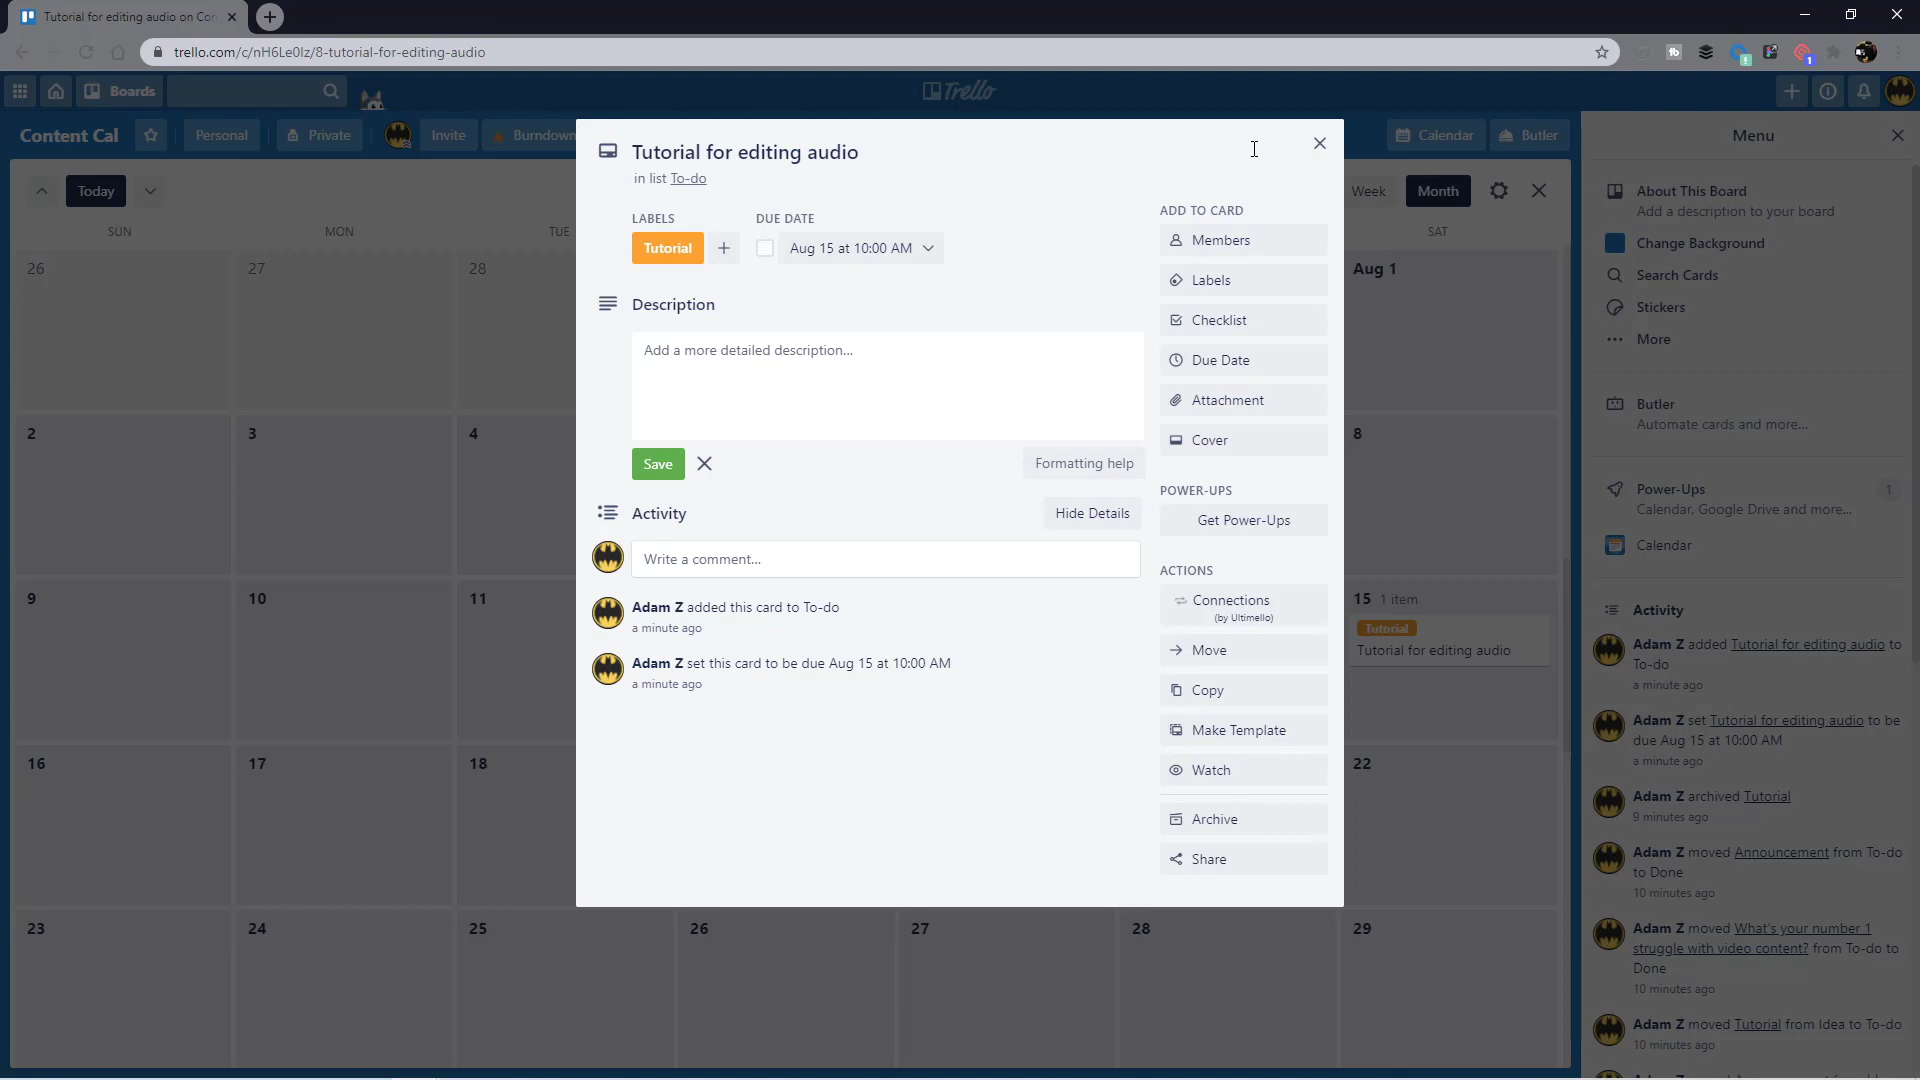 Tutorial for editing audio on Con
trello.com/c/nH6Le0Iz/8-tutorial-for-editing-audio
1
Boards
Trello
Content Cal
Personal
Private
Invite
Burndown
Calendar
Butler
Today
Week
Month
SUN
MON
TUE
SAT
26
27
28
Aug 1
2
3
4
8
9
10
11
15 1 item
Tutorial
Tutorial for editing audio
16
17
18
22
23
24
25
26
27
28
29
Tutorial for editing audio
in list To-do
LABELS
DUE DATE
Tutorial
Aug 15 at 10:00 AM
Description
Add a more detailed description...
Save
Formatting help
Activity
Hide Details
Write a comment...
Adam Z added this card to To-do
a minute ago
Adam Z set this card to be due Aug 15 at 10:00 AM
a minute ago
ADD TO CARD
Members
Labels
Checklist
Due Date
Attachment
Cover
POWER-UPS
Get Power-Ups
ACTIONS
Connections
(by Ultimello)
Move
Copy
Make Template
Watch
Archive
Share
Menu
About This Board
Add a description to your board
Change Background
Search Cards
Stickers
More
Butler
Automate cards and more...
Power-Ups
1
Calendar, Google Drive and more...
Calendar
Activity
Adam Z added Tutorial for editing audio to
To-do
a minute ago
Adam Z set Tutorial for editing audio to be
due Aug 15 at 10:00 AM
a minute ago
Adam Z archived Tutorial
9 minutes ago
Adam Z moved Announcement from To-do
to Done
10 minutes ago
Adam Z moved What's your number 1
struggle with video content? from To-do to
Done
10 minutes ago
Adam Z moved Tutorial from Idea to To-do
10 minutes ago